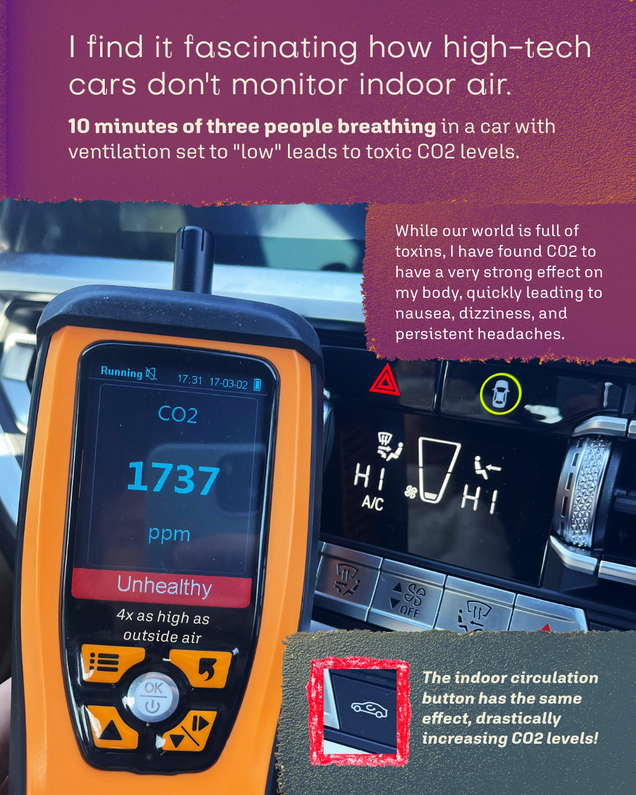 I find it fascinating how high-tech
cars don't monitor indoor air.
10 minutes of three people breathing in a car with
ventilation set to "low" leads to toxic CO2 levels.
While our world is full of
toxins, I have found CO2 to
have a very strong effect on
my body, quickly leading to
nausea, dizziness, and
persistent headaches.
Running 17:31 17-03-02
CO2
1737
ppm
Unhealthy
4x as high as
outside air
OK
HI
A/C
HI
OFF
The indoor circulation
button has the same
effect, drastically
increasing CO2 levels!